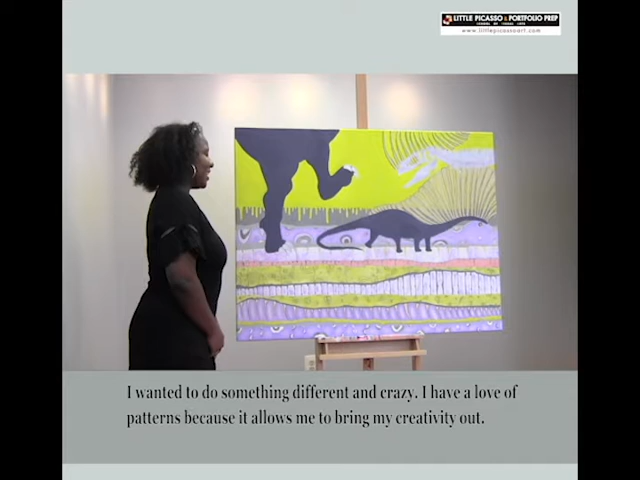 LITTLE PICASSO & PORTFOLIO PREP
www.littlepicassoart.com
I wanted to do something different and crazy. I have a love of
patterns because it allows me to bring my creativity out.